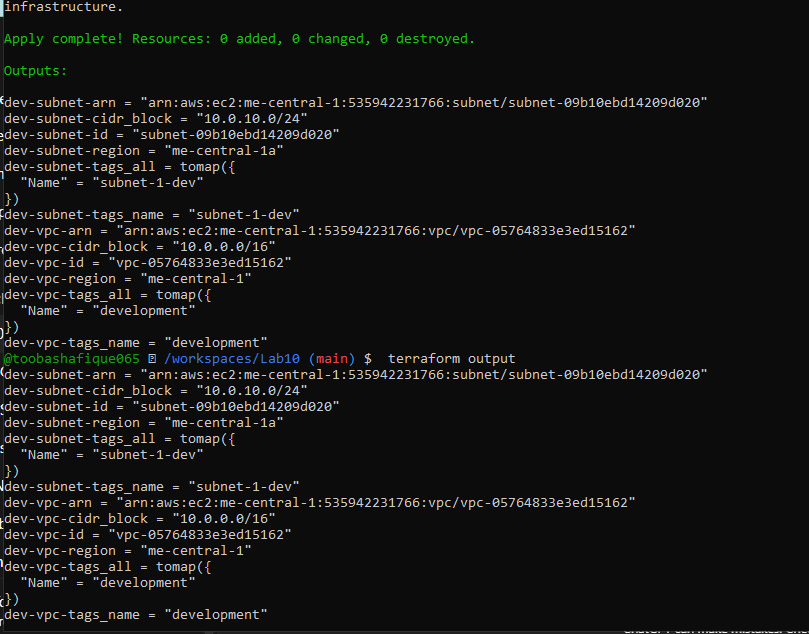 infrastructure.
Apply complete! Resources: 0 added, 0 changed, 0 destroyed.
Outputs:
dev-subnet-arn = "arn:aws:ec2:me-central-1:535942231766:subnet/subnet-09b10ebd14209d020"
dev-subnet-cidr_block = "10.0.10.0/24"
dev-subnet-id = "subnet-09b10ebd14209d020"
dev-subnet-region = "me-central-1a"
dev-subnet-tags_all = tomap({
  "Name" = "subnet-1-dev"
})
dev-subnet-tags_name = "subnet-1-dev"
dev-vpc-arn = "arn:aws:ec2:me-central-1:535942231766:vpc/vpc-05764833e3ed15162"
dev-vpc-cidr_block = "10.0.0.0/16"
dev-vpc-id = "vpc-05764833e3ed15162"
dev-vpc-region = "me-central-1"
dev-vpc-tags_all = tomap({
  "Name" = "development"
})
dev-vpc-tags_name = "development"
@toobashafique065 /workspaces/Lab10 (main) $  terraform output
dev-subnet-arn = "arn:aws:ec2:me-central-1:535942231766:subnet/subnet-09b10ebd14209d020"
dev-subnet-cidr_block = "10.0.10.0/24"
dev-subnet-id = "subnet-09b10ebd14209d020"
dev-subnet-region = "me-central-1a"
dev-subnet-tags_all = tomap({
  "Name" = "subnet-1-dev"
})
dev-subnet-tags_name = "subnet-1-dev"
dev-vpc-arn = "arn:aws:ec2:me-central-1:535942231766:vpc/vpc-05764833e3ed15162"
dev-vpc-cidr_block = "10.0.0.0/16"
dev-vpc-id = "vpc-05764833e3ed15162"
dev-vpc-region = "me-central-1"
dev-vpc-tags_all = tomap({
  "Name" = "development"
})
dev-vpc-tags_name = "development"